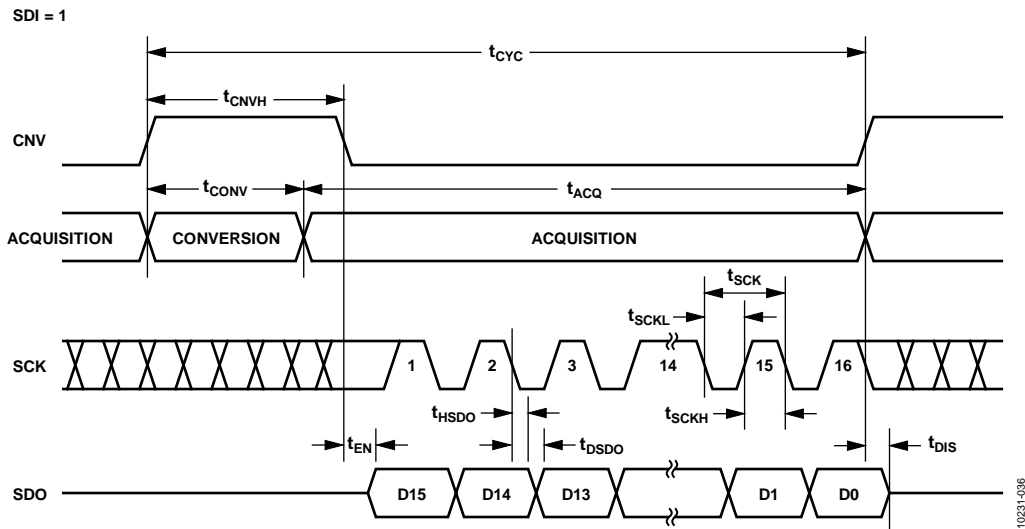 SDI = 1
tCYC
tCNVH
CNV
tCONV
tACQ
ACQUISITION
CONVERSION
ACQUISITION
tSCK
tSCKL
SCK
1
2
3
14
15
16
tHSDO
tSCKH
tEN
tDSDO
tDIS
SDO
D15
D14
D13
D1
D0
10231-036